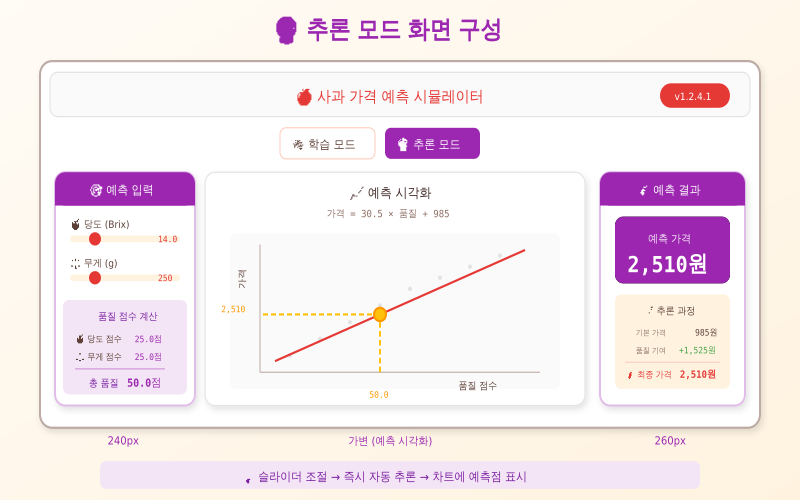 추론 모드 화면 구성
사과 가격 예측 시뮬레이터
v1.2.4.1
학습 모드
추론 모드
예측 입력
당도 (Brix)
14.0
무게 (g)
250
품질 점수 계산
당도 점수 25.0점
무게 점수 25.0점
총 품질 50.0점
예측 시각화
가격 = 30.5 × 품질 + 985
가격
2,510
50.0
품질 점수
예측 결과
예측 가격
2,510원
추론 과정
기본 가격 985원
품질 기여 +1,525원
최종 가격 2,510원
240px
가변 (예측 시각화)
260px
슬라이더 조절 → 즉시 자동 추론 → 차트에 예측점 표시